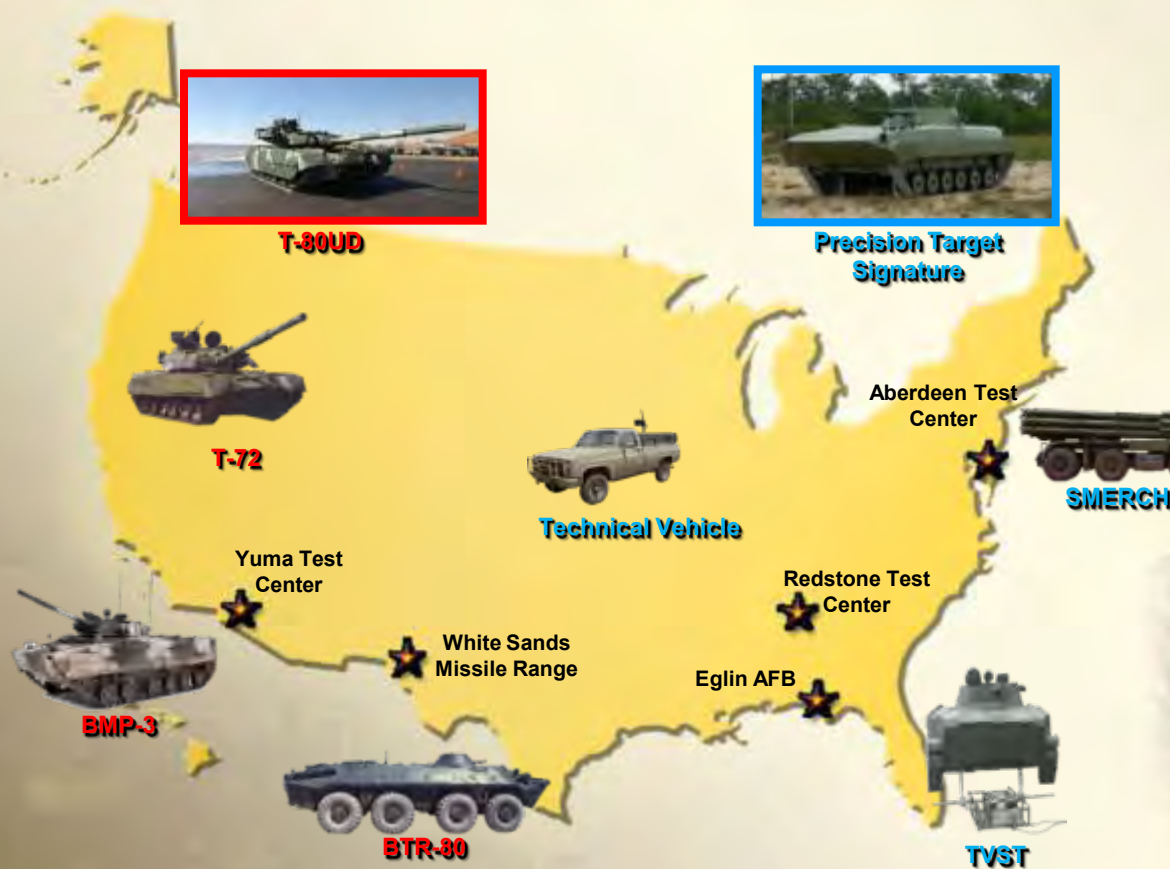 T-80UD
Precision Target
Signature
Aberdeen Test
Center
T-72
SMERCH
Technical Vehicle
Yuma Test
Center
Redstone Test
Center
White Sands
Missile Range
Eglin AFB
BMP-3
BTR-80
TVST